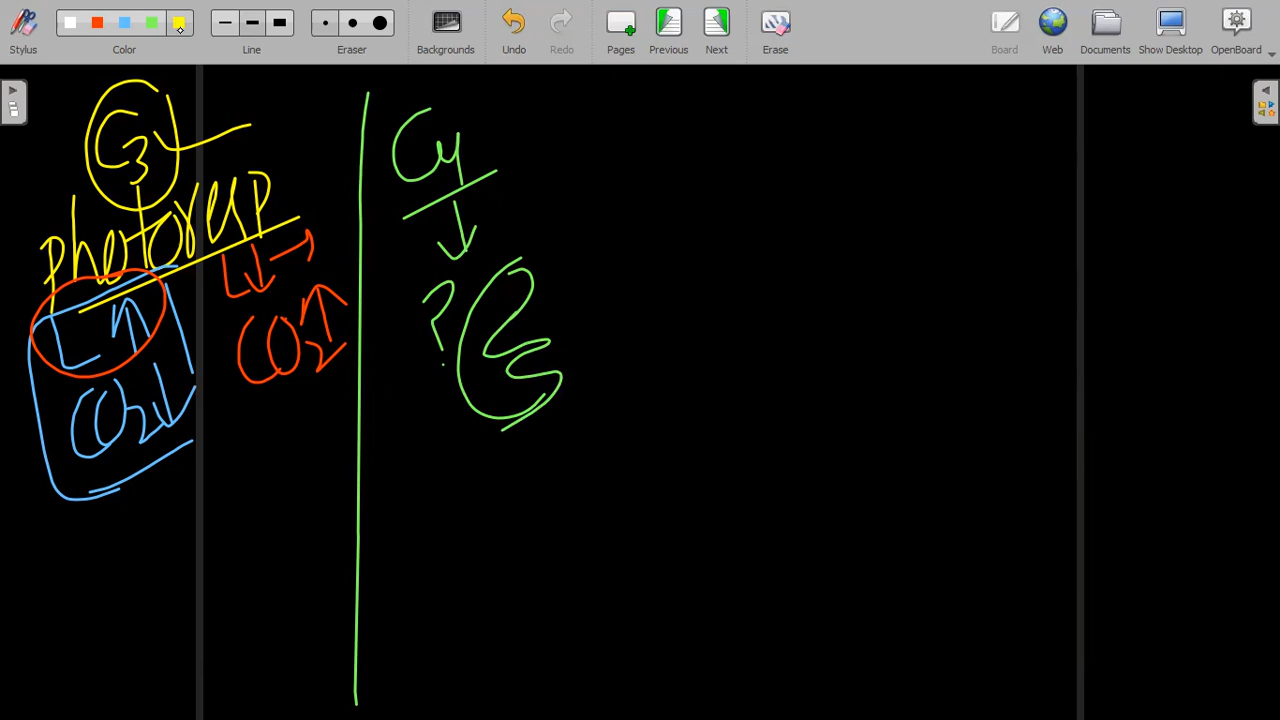 Stylus Color Line Eraser Backgrounds Undo Redo Pages Previous Next Erase Board Web Documents Show Desktop OpenBoard
C3
photoresp
L↑
CO2↓
CO2↑
C4
?